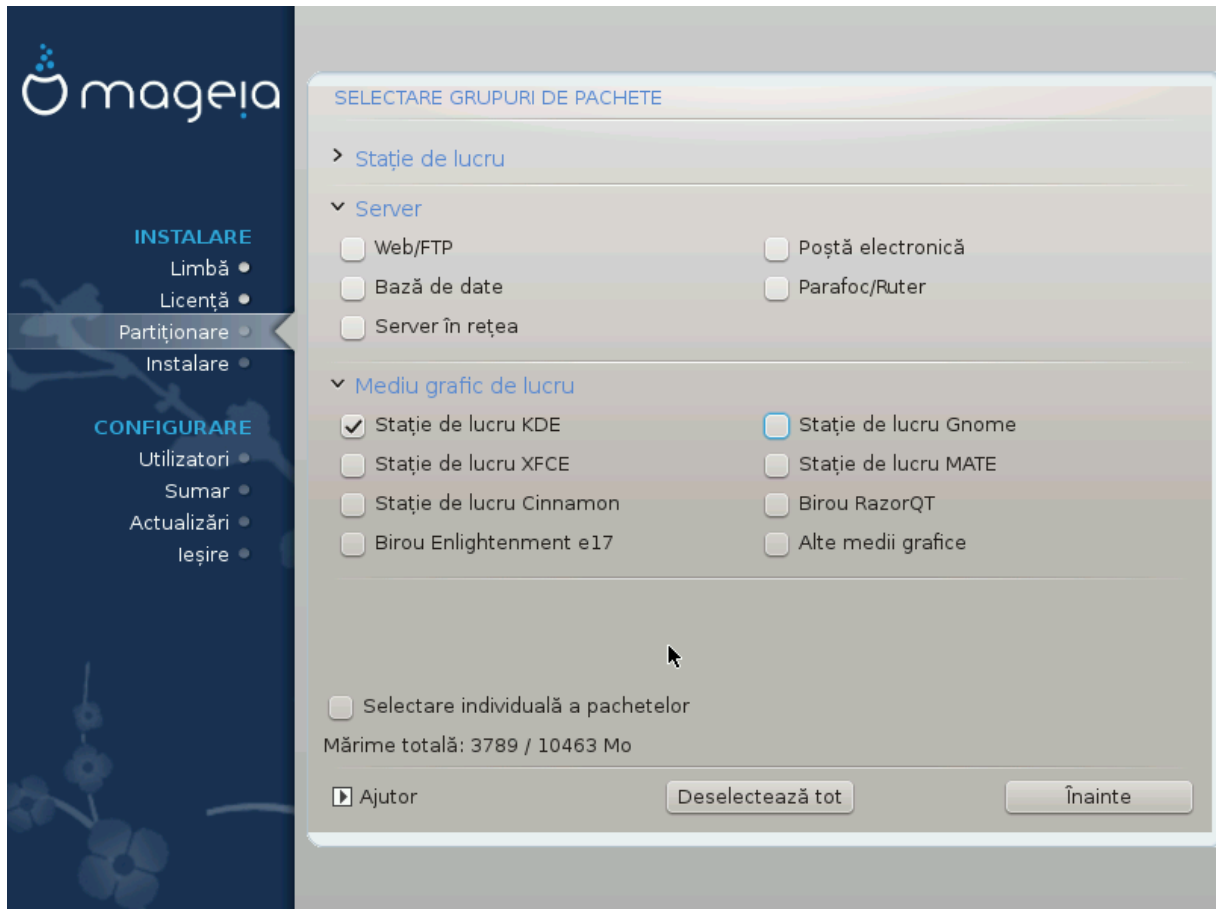 mageia
INSTALARE
Limbă
Licență
Partiționare
Instalare
CONFIGURARE
Utilizatori
Sumar
Actualizări
Ieșire
SELECTARE GRUPURI DE PACHETE
Stație de lucru
Server
Web/FTP
Poștă electronică
Bază de date
Parafoc/Ruter
Server în rețea
Mediu grafic de lucru
Stație de lucru KDE
Stație de lucru Gnome
Stație de lucru XFCE
Stație de lucru MATE
Stație de lucru Cinnamon
Birou RazorQT
Birou Enlightenment e17
Alte medii grafice
Selectare individuală a pachetelor
Mărime totală: 3789 / 10463 Mo
Ajutor
Deselectează tot
Înainte